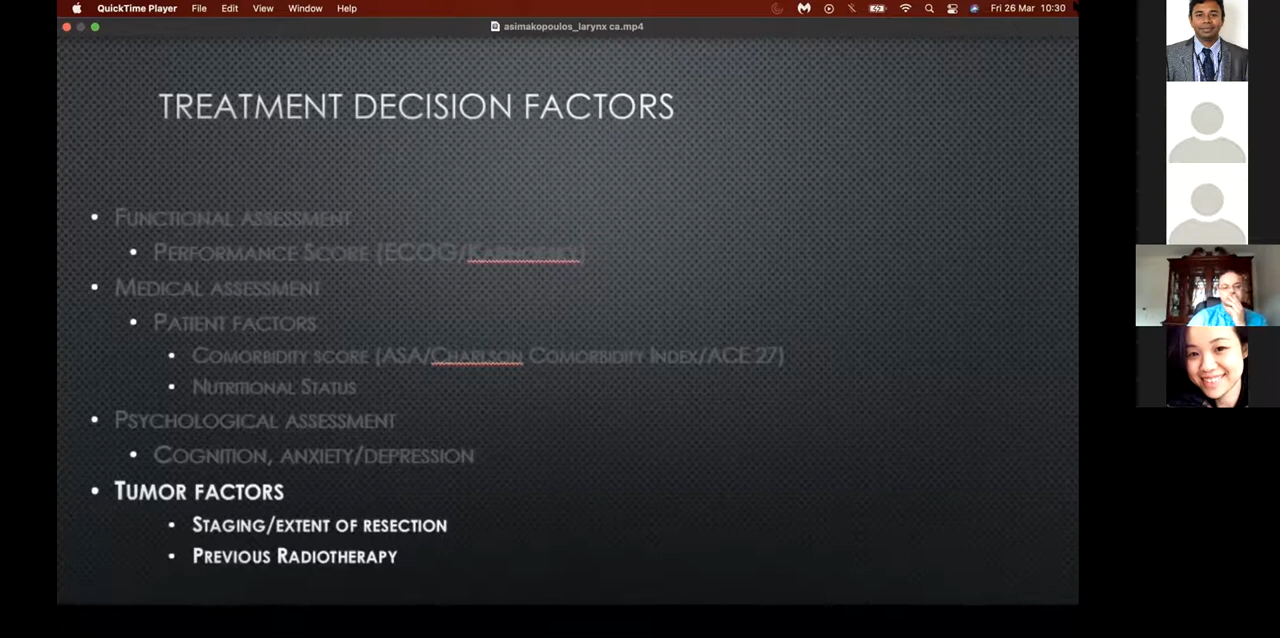 QuickTime Player File Edit View Window Help Fri 26 Mar 10:30
asimakopoulos_larynx ca.mp4
TREATMENT DECISION FACTORS
• FUNCTIONAL ASSESSMENT
• PERFORMANCE SCORE (ECOG/
• MEDICAL ASSESSMENT
• PATIENT FACTORS
• COMORBIDITY SCORE (ASA/CHARLSON COMORBIDITY INDEX/ACE 27)
• NUTRITIONAL STATUS
• PSYCHOLOGICAL ASSESSMENT
• COGNITION, ANXIETY/DEPRESSION
• TUMOR FACTORS
• STAGING/EXTENT OF RESECTION
• PREVIOUS RADIOTHERAPY